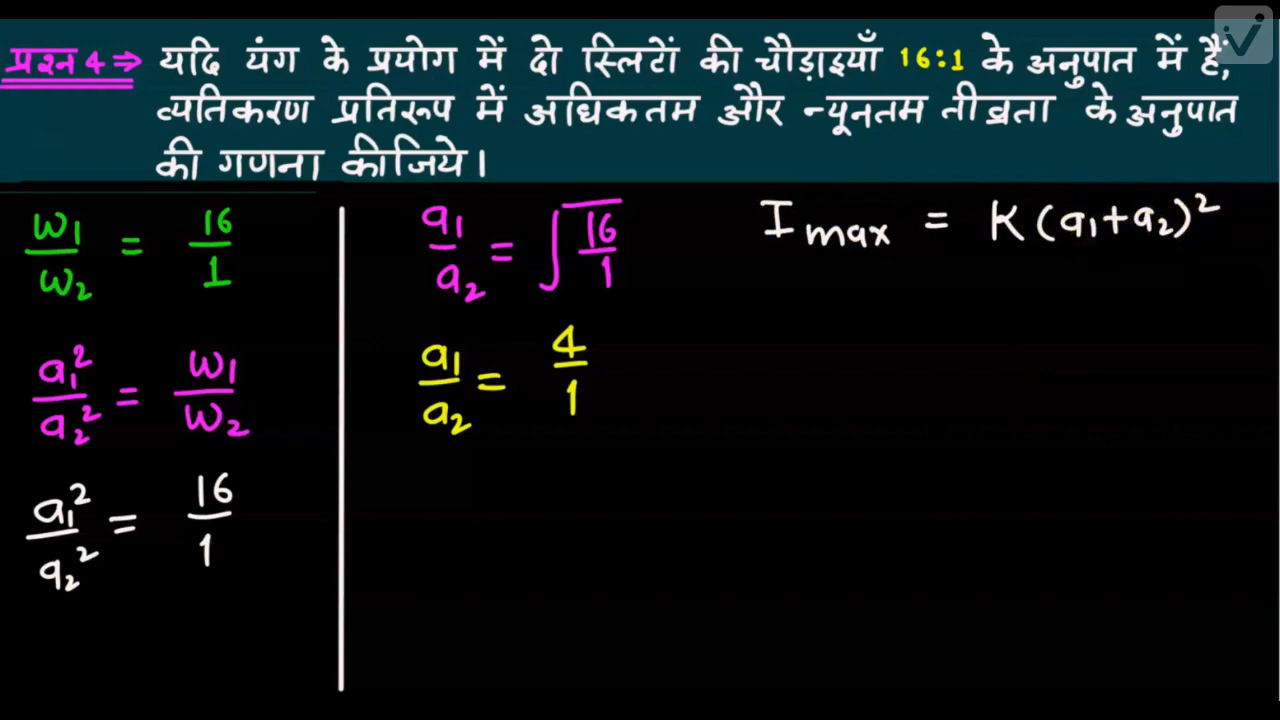 प्रश्न 4 ⇒ यदि यंग के प्रयोग में दो स्लिटों की चौड़ाइयाँ 16:1 के अनुपात में हैं,
व्यतिकरण प्रतिरूप में अधिकतम और न्यूनतम तीव्रता के अनुपात
की गणना कीजिये।
w₁/w₂ = 16/1
a₁²/a₂² = w₁/w₂
a₁²/a₂² = 16/1
a₁/a₂ = √(16/1)
a₁/a₂ = 4/1
I max = K(a₁+a₂)²